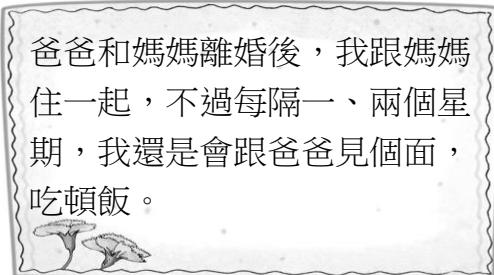 爸爸和媽媽離婚後，我跟媽媽
住一起，不過每隔一、兩個星
期，我還是會跟爸爸見個面，
吃頓飯。